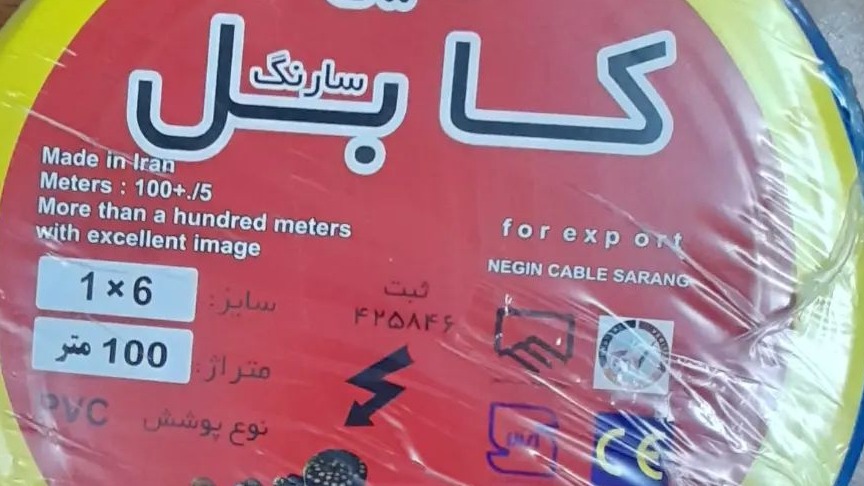 کابل
سارنگ
Made in Iran
Meters : 100+./5
More than a hundred meters
with excellent image
for export
NEGIN CABLE SARANG
سایز: 1×6
ثبت
۴۲۵۸۴۶
متراژ: 100 متر
نوع پوشش PVC
CE